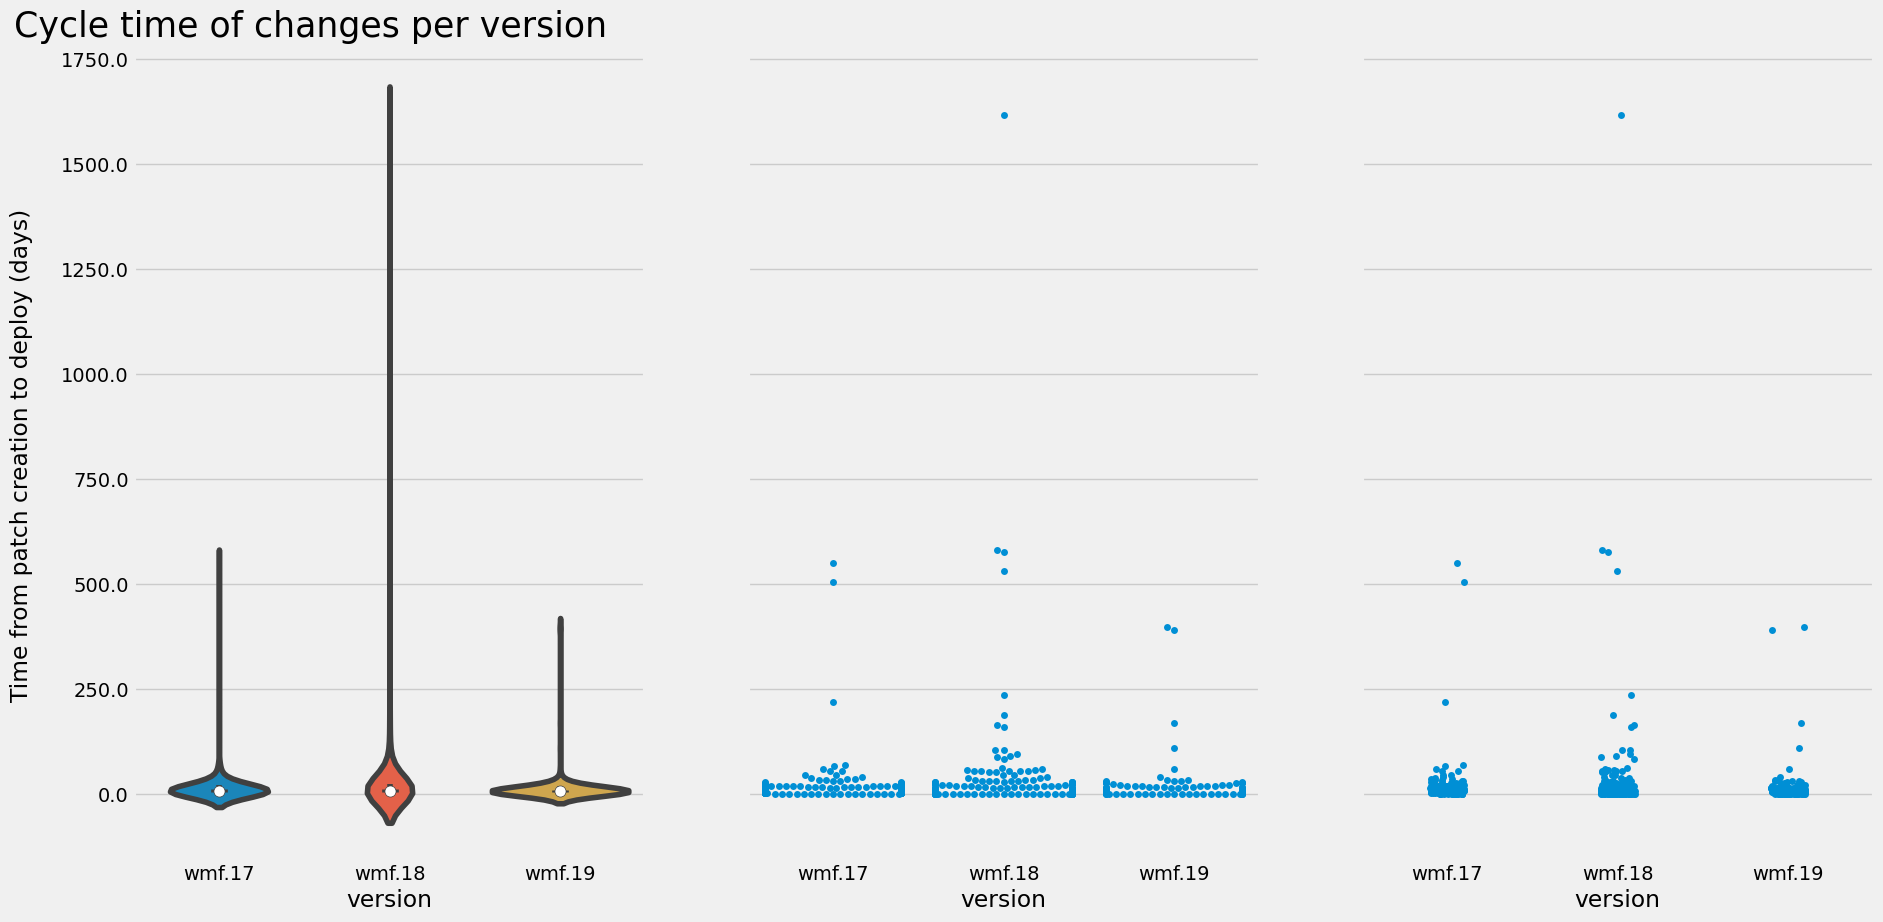 Cycle time of changes per version
Time from patch creation to deploy (days)
1750.0
1500.0
1250.0
1000.0
750.0
500.0
250.0
0.0
wmf.17 wmf.18 wmf.19
version
wmf.17 wmf.18 wmf.19
version
wmf.17 wmf.18 wmf.19
version